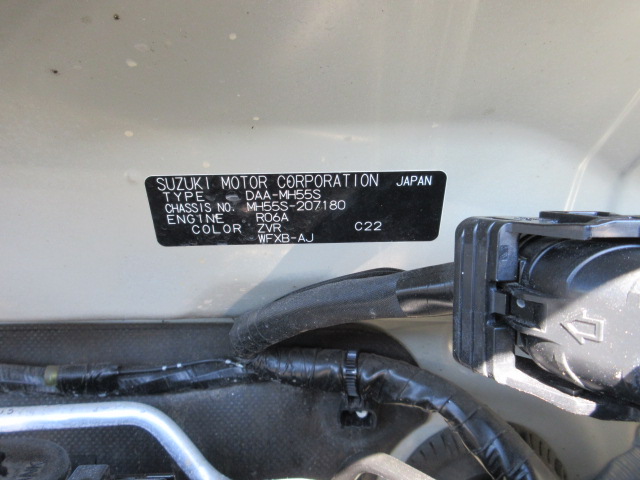 SUZUKI MOTOR CORPORATION JAPAN
TYPE DAA-MH55S
CHASSIS NO. MH55S-207180
ENGINE R06A
COLOR ZVR C22
WFXB-AJ